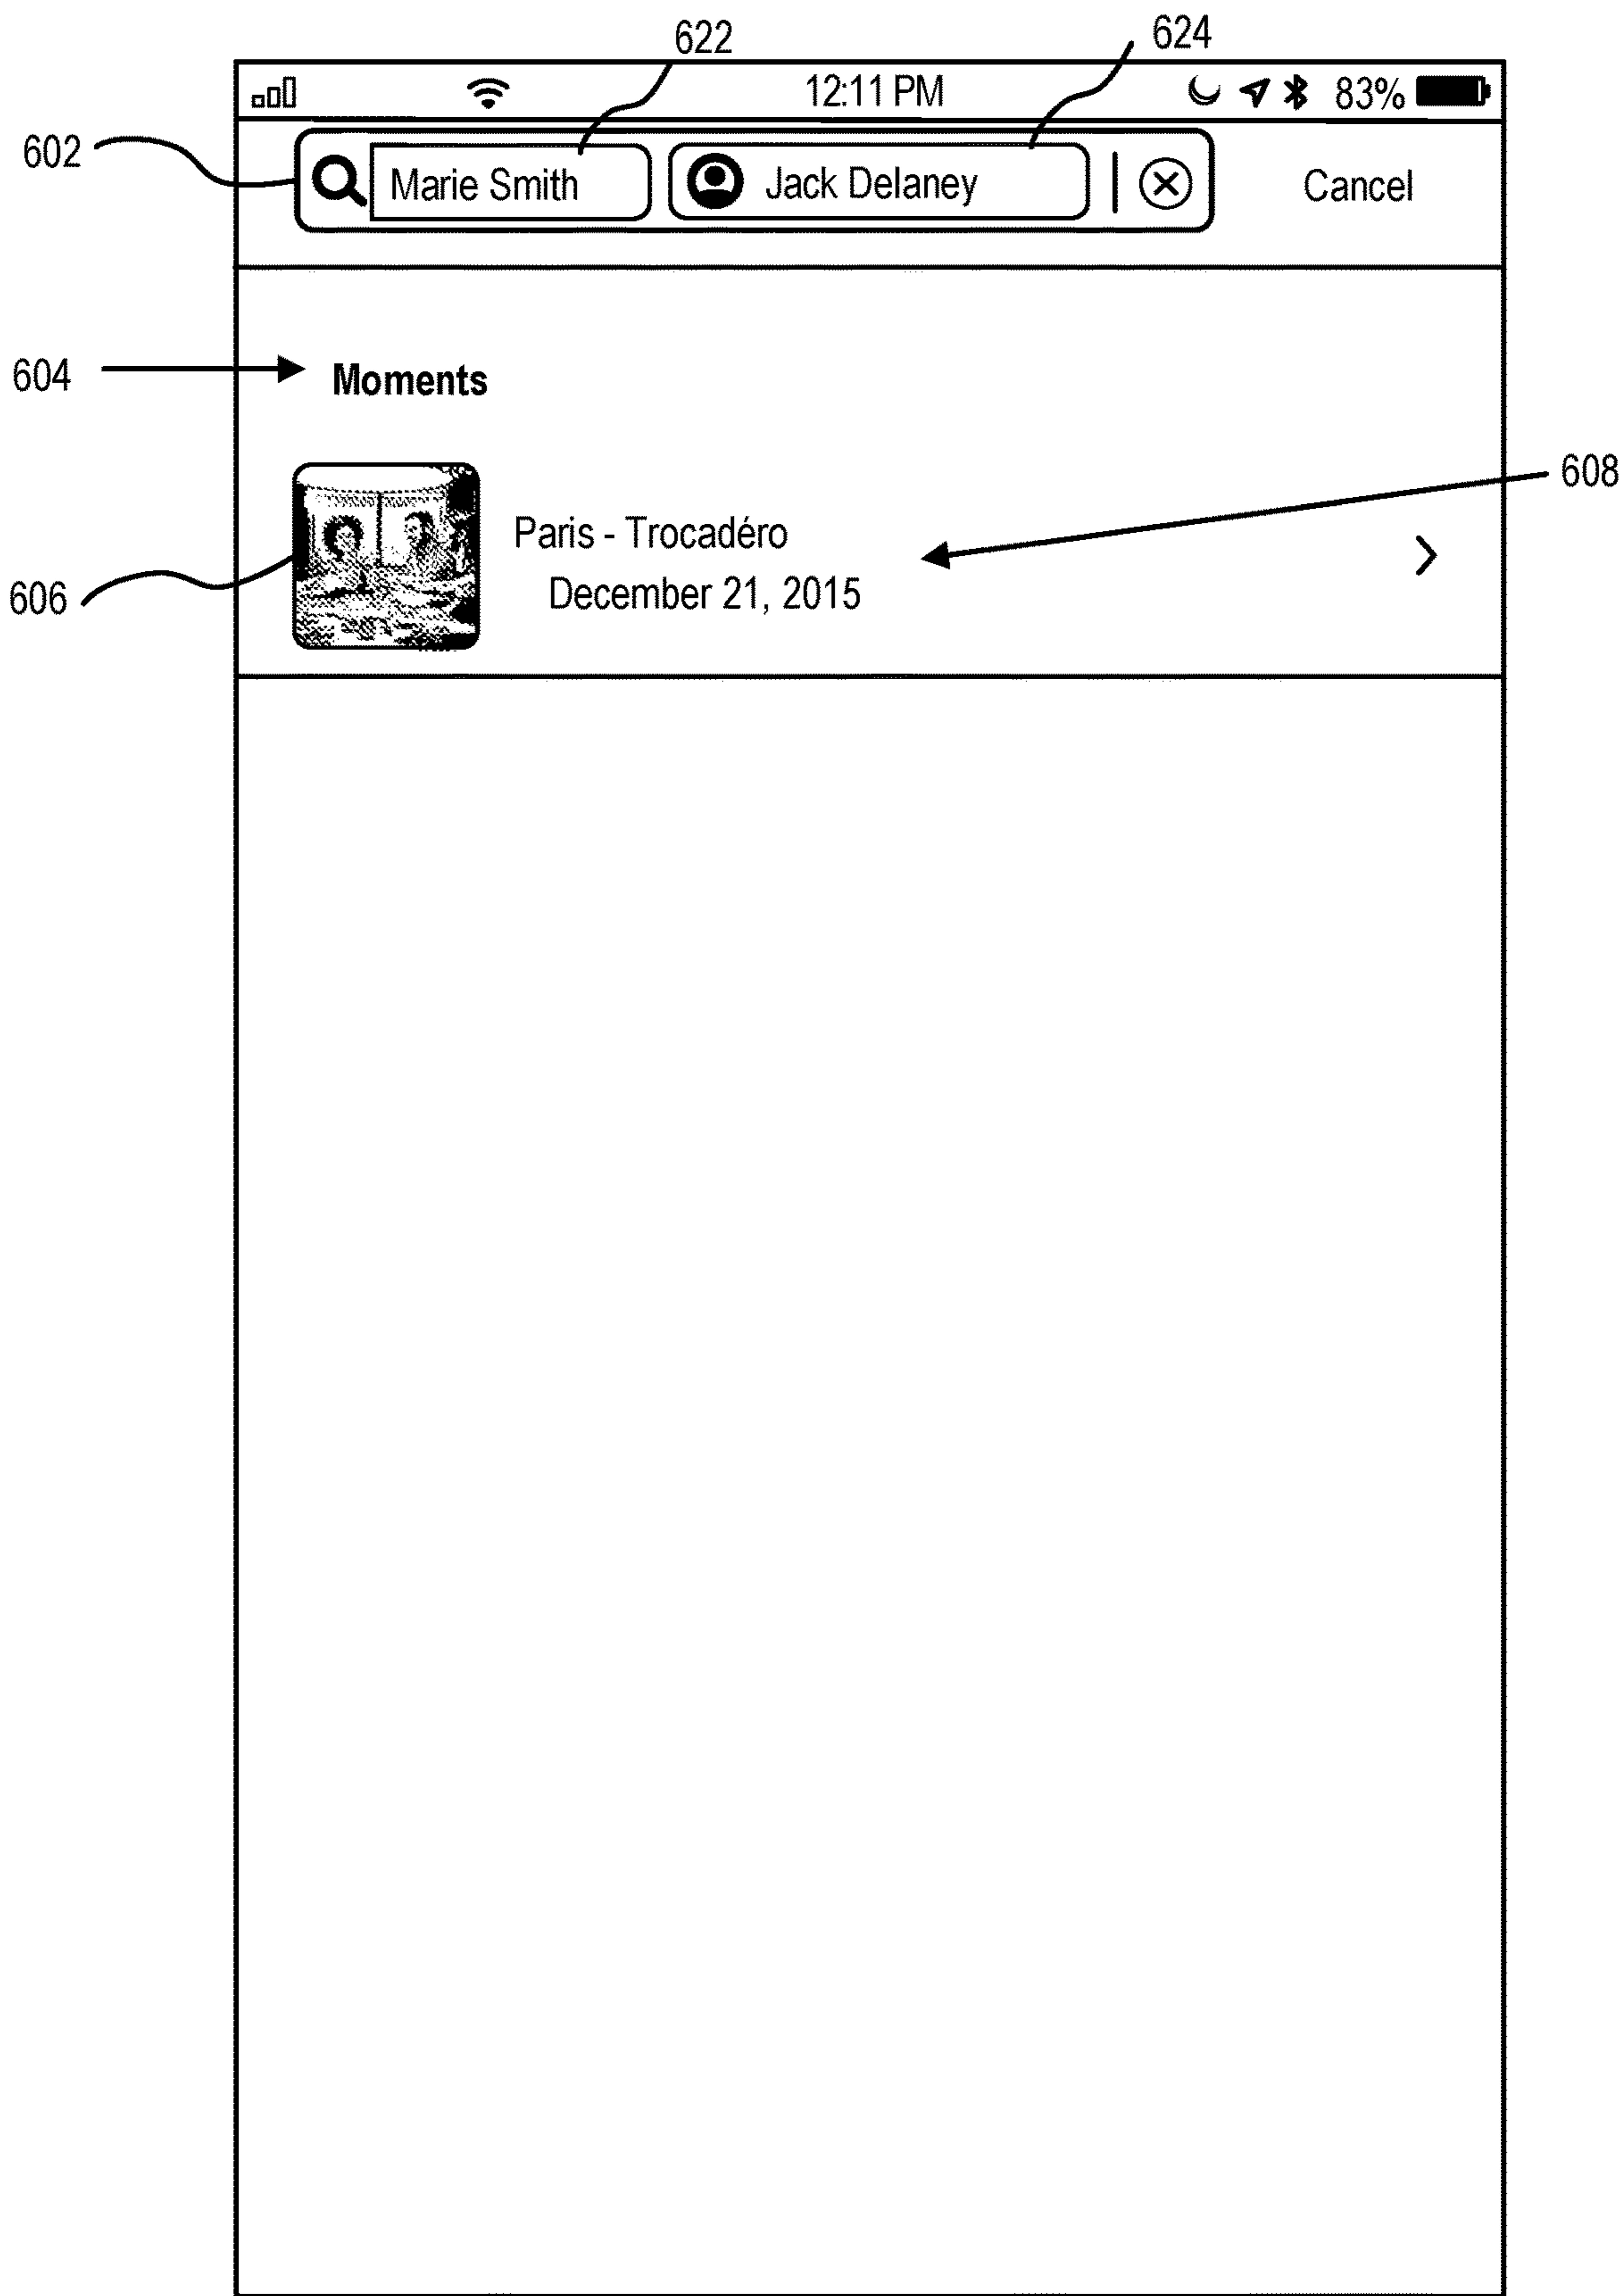 622
624
12:11 PM
83%
602
Marie Smith
Jack Delaney
Cancel
604
Moments
608
Paris - Trocadéro
December 21, 2015
606